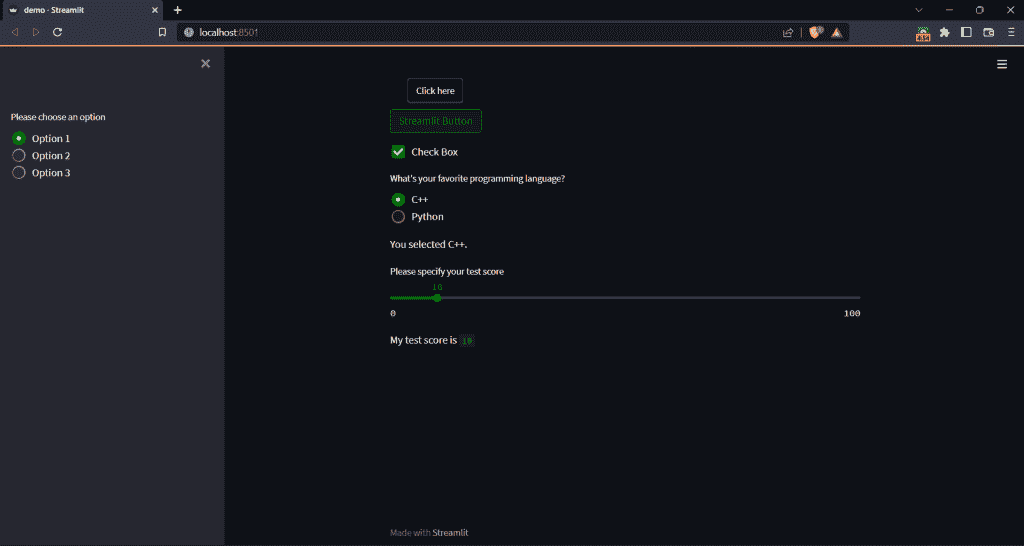 demo · Streamlit
localhost:8501
Please choose an option
Option 1
Option 2
Option 3
Click here
Streamlit Button
Check Box
What's your favorite programming language?
C++
Python
You selected C++.
Please specify your test score
10
0 100
My test score is 10
Made with Streamlit